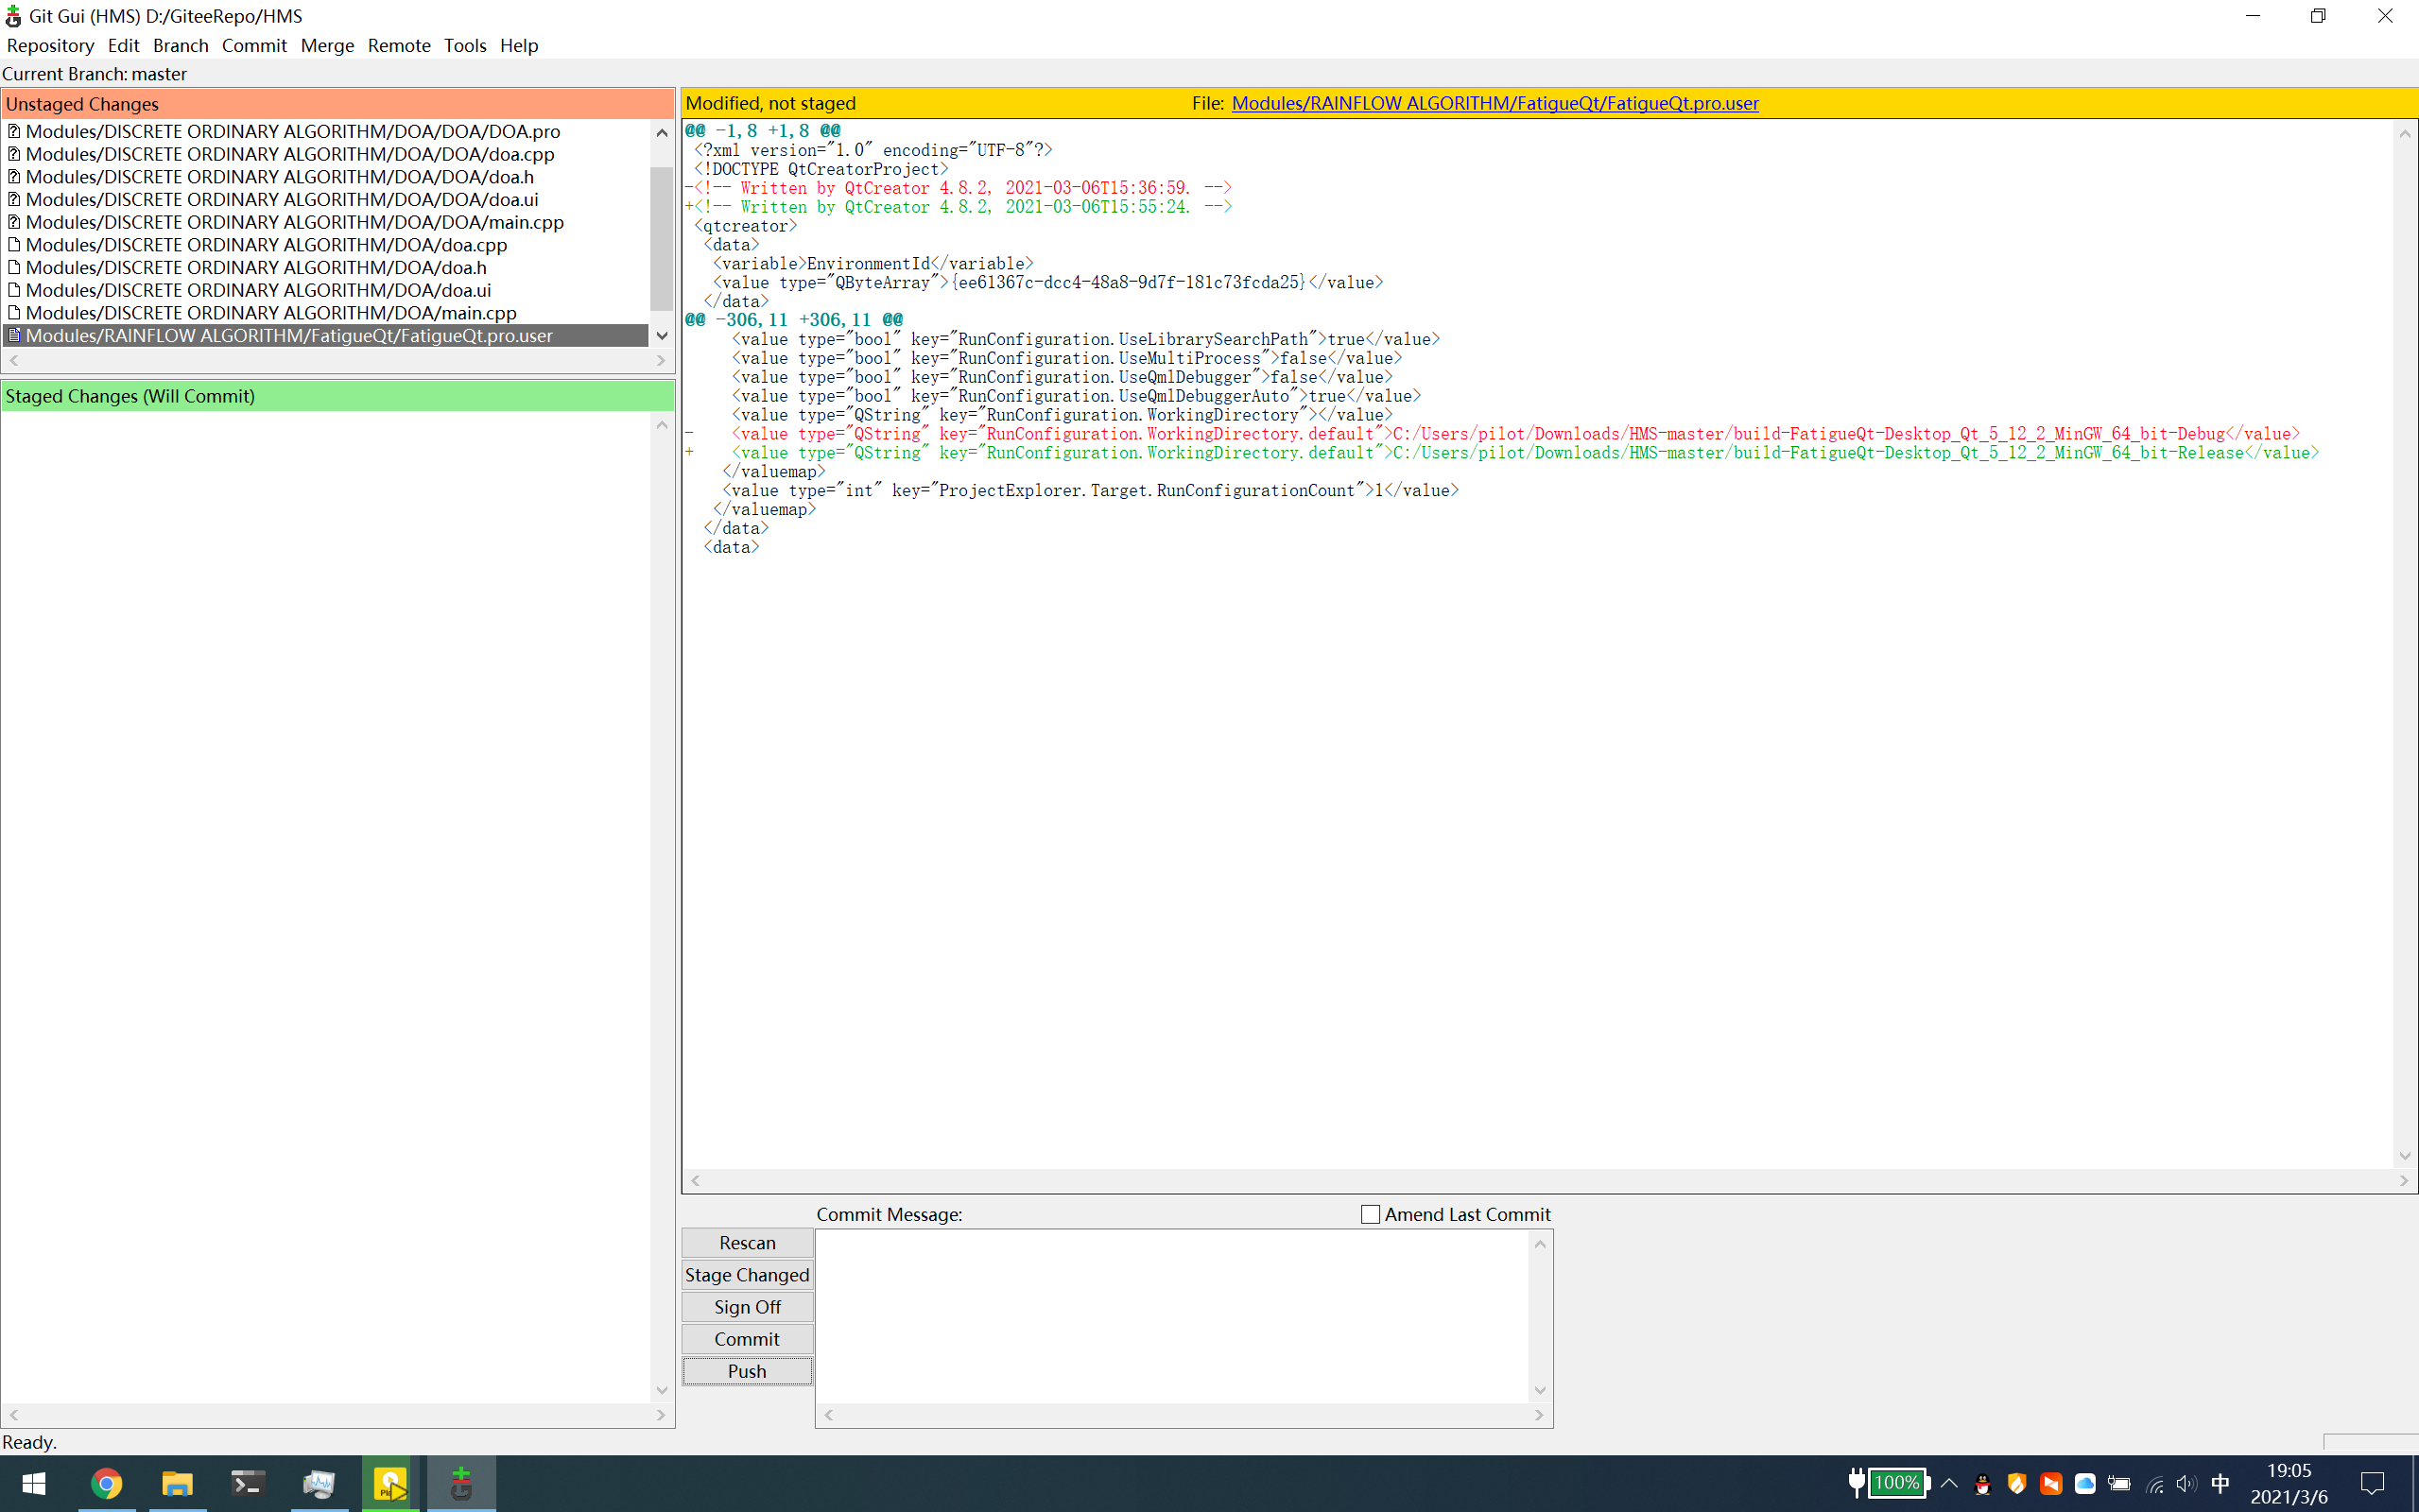 Git Gui (HMS) D:/GiteeRepo/HMS
Repository Edit Branch Commit Merge Remote Tools Help
Current Branch: master
Unstaged Changes
Modules/DISCRETE ORDINARY ALGORITHM/DOA/DOA/DOA.pro
Modules/DISCRETE ORDINARY ALGORITHM/DOA/DOA/doa.cpp
Modules/DISCRETE ORDINARY ALGORITHM/DOA/DOA/doa.h
Modules/DISCRETE ORDINARY ALGORITHM/DOA/DOA/doa.ui
Modules/DISCRETE ORDINARY ALGORITHM/DOA/DOA/main.cpp
Modules/DISCRETE ORDINARY ALGORITHM/DOA/doa.cpp
Modules/DISCRETE ORDINARY ALGORITHM/DOA/doa.h
Modules/DISCRETE ORDINARY ALGORITHM/DOA/doa.ui
Modules/DISCRETE ORDINARY ALGORITHM/DOA/main.cpp
Modules/RAINFLOW ALGORITHM/FatigueQt/FatigueQt.pro.user
Staged Changes (Will Commit)
Modified, not staged File: Modules/RAINFLOW ALGORITHM/FatigueQt/FatigueQt.pro.user
@@ -1,8 +1,8 @@
<?xml version="1.0" encoding="UTF-8"?>
<!DOCTYPE QtCreatorProject>
-<!-- Written by QtCreator 4.8.2, 2021-03-06T15:36:59. -->
+<!-- Written by QtCreator 4.8.2, 2021-03-06T15:55:24. -->
<qtcreator>
<data>
<variable>EnvironmentId</variable>
<value type="QByteArray">{ee61367c-dcc4-48a8-9d7f-181c73fcda25}</value>
</data>
@@ -306,11 +306,11 @@
<value type="bool" key="RunConfiguration.UseLibrarySearchPath">true</value>
<value type="bool" key="RunConfiguration.UseMultiProcess">false</value>
<value type="bool" key="RunConfiguration.UseQmlDebugger">false</value>
<value type="bool" key="RunConfiguration.UseQmlDebuggerAuto">true</value>
<value type="QString" key="RunConfiguration.WorkingDirectory"></value>
- <value type="QString" key="RunConfiguration.WorkingDirectory.default">C:/Users/pilot/Downloads/HMS-master/build-FatigueQt-Desktop_Qt_5_12_2_MinGW_64_bit-Debug</value>
+ <value type="QString" key="RunConfiguration.WorkingDirectory.default">C:/Users/pilot/Downloads/HMS-master/build-FatigueQt-Desktop_Qt_5_12_2_MinGW_64_bit-Release</value>
</valuemap>
<value type="int" key="ProjectExplorer.Target.RunConfigurationCount">1</value>
</valuemap>
</data>
<data>
Commit Message:
Amend Last Commit
Rescan
Stage Changed
Sign Off
Commit
Push
Ready.
100%
中
19:05
2021/3/6